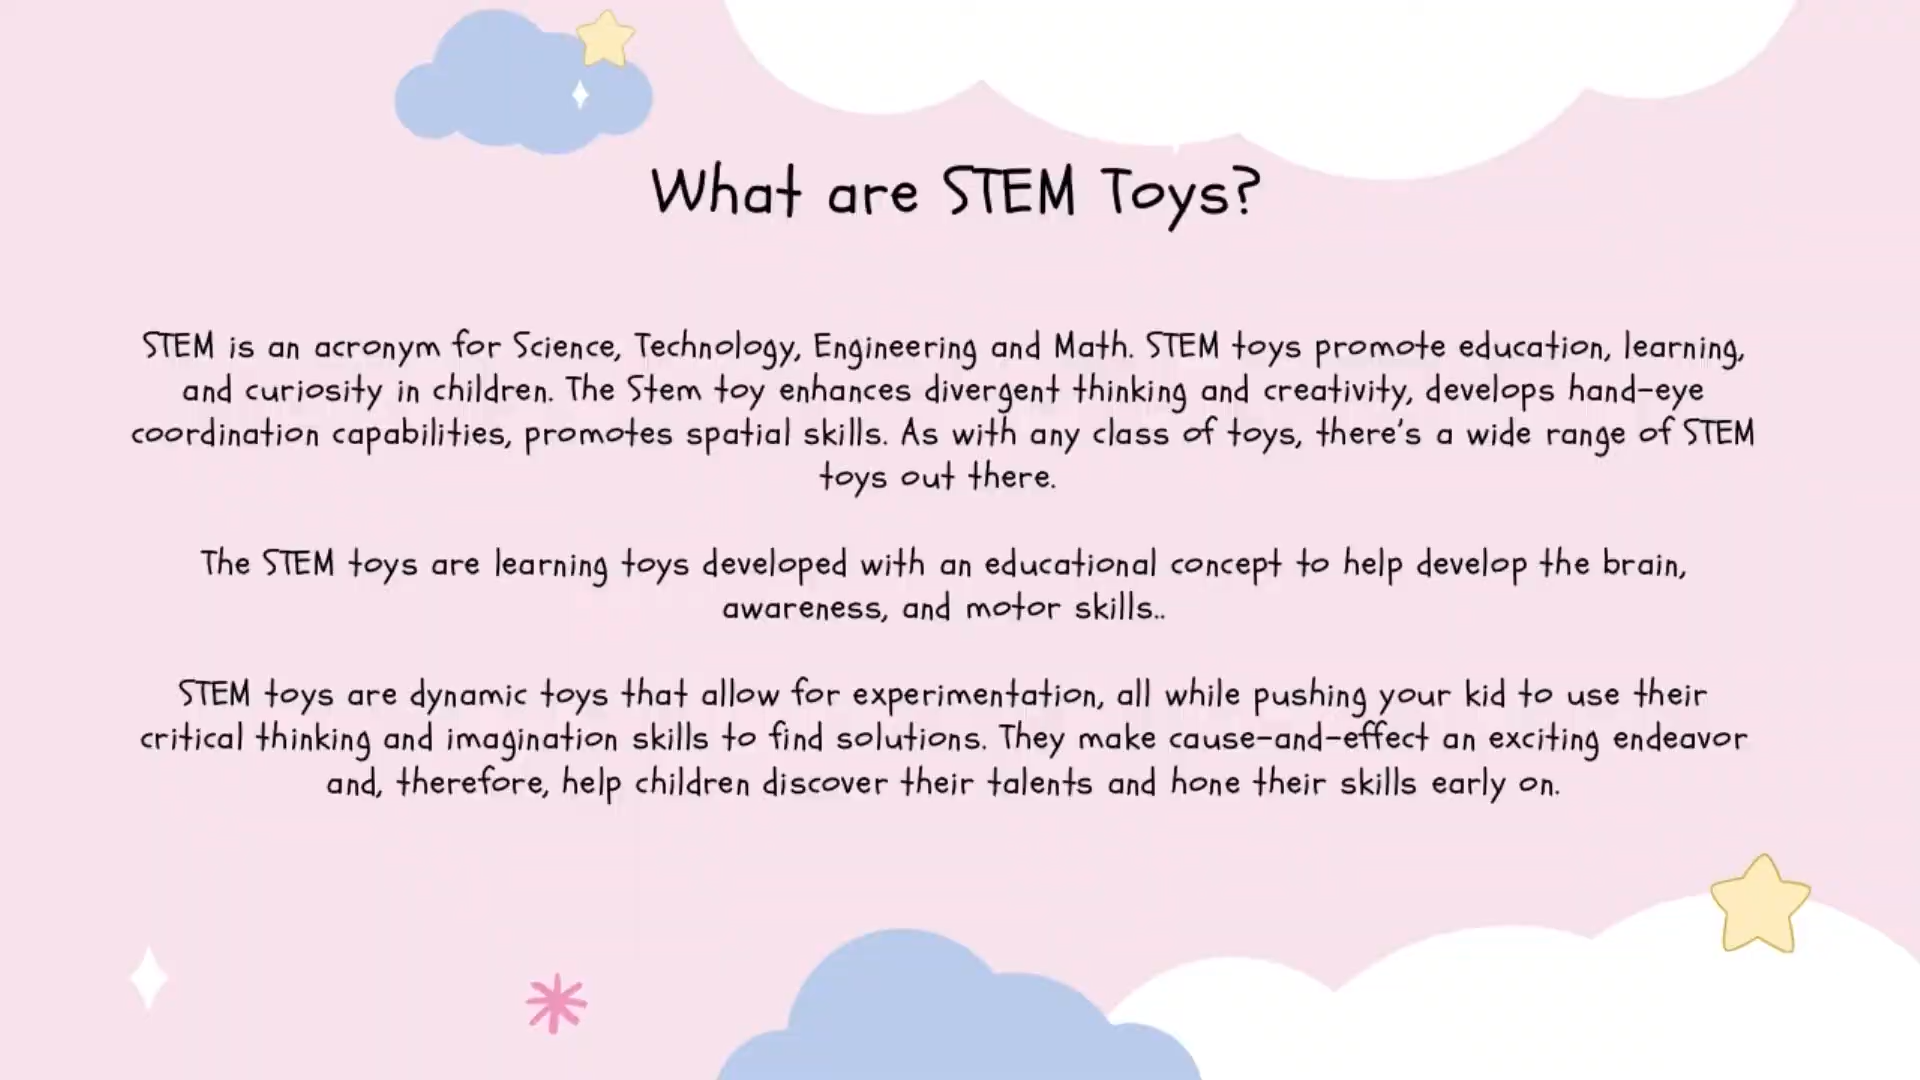 What are STEM Toys?
STEM is an acronym for Science, Technology, Engineering and Math. STEM toys promote education, learning,
and curiosity in children. The Stem toy enhances divergent thinking and creativity, develops hand-eye
coordination capabilities, promotes spatial skills. As with any class of toys, there's a wide range of STEM
toys out there.
The STEM toys are learning toys developed with an educational concept to help develop the brain,
awareness, and motor skills..
STEM toys are dynamic toys that allow for experimentation, all while pushing your kid to use their
critical thinking and imagination skills to find solutions. They make cause-and-effect an exciting endeavor
and, therefore, help children discover their talents and hone their skills early on.